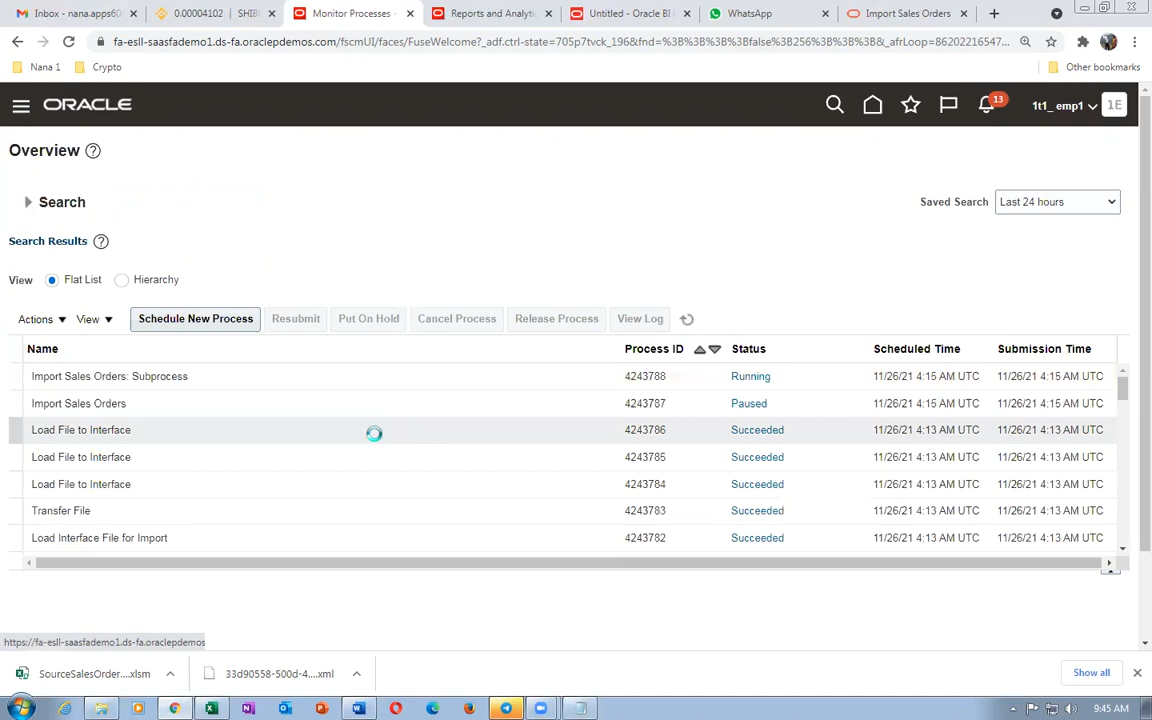 Inbox - nana.apps60
0.00004102 | SHIB
Monitor Processes -
Reports and Analytic
Untitled - Oracle BI
WhatsApp
Import Sales Orders
fa-esll-saasfademo1.ds-fa.oraclepdemos.com/fscmUI/faces/FuseWelcome?_adf.ctrl-state=705p7tvck_196&fnd=%3B%3B%3B%3Bfalse%3B256%3B%3B%3B&_afrLoop=86202216547...
Nana 1
Crypto
Other bookmarks
ORACLE
13
1t1_ emp1
1E
Overview ?
Search
Saved Search Last 24 hours
Search Results ?
View Flat List Hierarchy
Actions View Schedule New Process Resubmit Put On Hold Cancel Process Release Process View Log
Name Process ID Status Scheduled Time Submission Time
Import Sales Orders: Subprocess 4243788 Running 11/26/21 4:15 AM UTC 11/26/21 4:15 AM UTC
Import Sales Orders 4243787 Paused 11/26/21 4:15 AM UTC 11/26/21 4:15 AM UTC
Load File to Interface 4243786 Succeeded 11/26/21 4:13 AM UTC 11/26/21 4:13 AM UTC
Load File to Interface 4243785 Succeeded 11/26/21 4:13 AM UTC 11/26/21 4:13 AM UTC
Load File to Interface 4243784 Succeeded 11/26/21 4:13 AM UTC 11/26/21 4:13 AM UTC
Transfer File 4243783 Succeeded 11/26/21 4:13 AM UTC 11/26/21 4:13 AM UTC
Load Interface File for Import 4243782 Succeeded 11/26/21 4:13 AM UTC 11/26/21 4:13 AM UTC
https://fa-esll-saasfademo1.ds-fa.oraclepdemos
SourceSalesOrder....xlsm
33d90558-500d-4....xml
Show all
9:45 AM